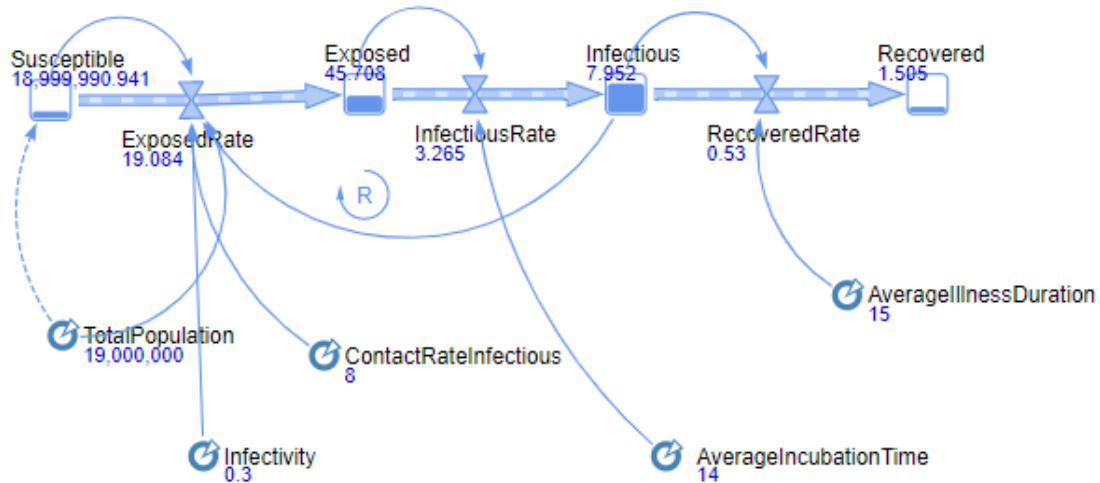 Susceptible
18,999,990.941
Exposed
45.708
Infectious
7.952
Recovered
1.505
ExposedRate
19.084
InfectiousRate
3.265
RecoveredRate
0.53
R
AverageIllnessDuration
15
TotalPopulation
19,000,000
ContactRateInfectious
8
Infectivity
0.3
AverageIncubationTime
14